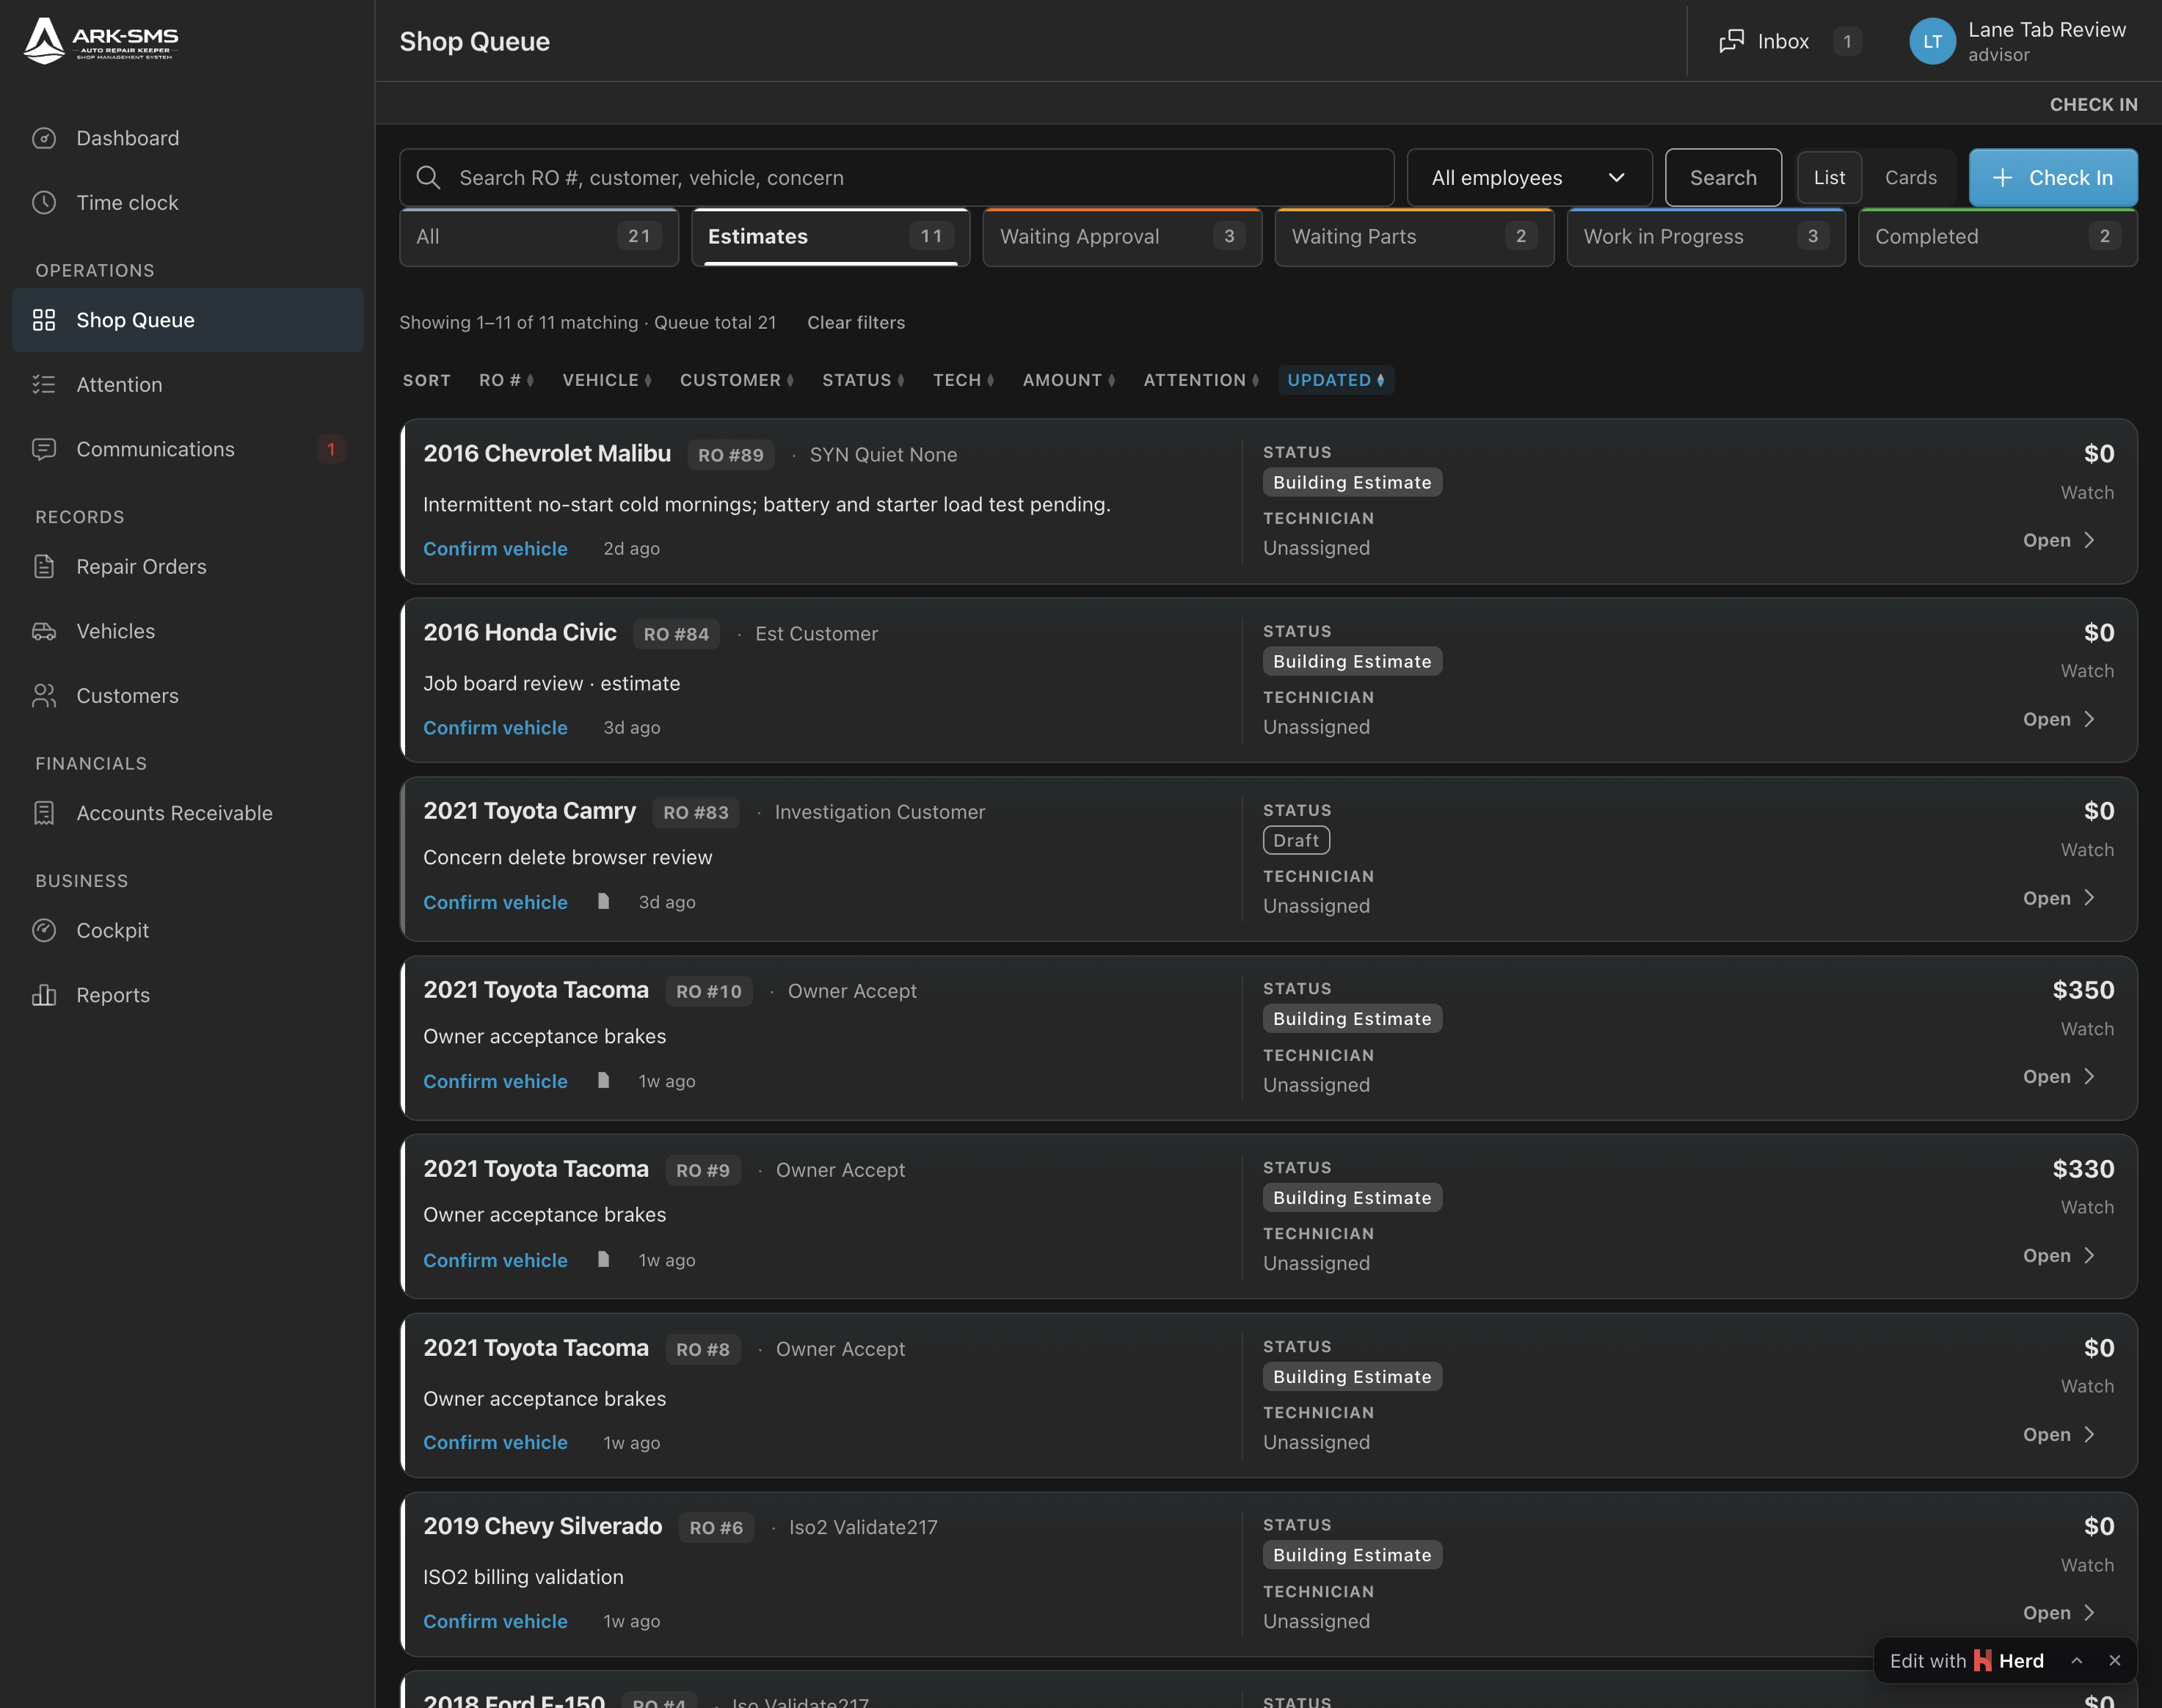 ARK-SMS
AUTO REPAIR KEEPER
SHOP MANAGEMENT SYSTEM
Dashboard
Time clock
OPERATIONS
Shop Queue
Attention
Communications 1
RECORDS
Repair Orders
Vehicles
Customers
FINANCIALS
Accounts Receivable
BUSINESS
Cockpit
Reports
Shop Queue
Inbox 1
LT
Lane Tab Review
advisor
CHECK IN
Search RO #, customer, vehicle, concern
All employees
Search
List
Cards
+ Check In
All 21
Estimates 11
Waiting Approval 3
Waiting Parts 2
Work in Progress 3
Completed 2
Showing 1–11 of 11 matching · Queue total 21
Clear filters
SORT RO # VEHICLE CUSTOMER STATUS TECH AMOUNT ATTENTION UPDATED
2016 Chevrolet Malibu RO #89 · SYN Quiet None
Intermittent no-start cold mornings; battery and starter load test pending.
Confirm vehicle 2d ago
STATUS
Building Estimate
TECHNICIAN
Unassigned
$0
Watch
Open
2016 Honda Civic RO #84 · Est Customer
Job board review · estimate
Confirm vehicle 3d ago
STATUS
Building Estimate
TECHNICIAN
Unassigned
$0
Watch
Open
2021 Toyota Camry RO #83 · Investigation Customer
Concern delete browser review
Confirm vehicle 3d ago
STATUS
Draft
TECHNICIAN
Unassigned
$0
Watch
Open
2021 Toyota Tacoma RO #10 · Owner Accept
Owner acceptance brakes
Confirm vehicle 1w ago
STATUS
Building Estimate
TECHNICIAN
Unassigned
$350
Watch
Open
2021 Toyota Tacoma RO #9 · Owner Accept
Owner acceptance brakes
Confirm vehicle 1w ago
STATUS
Building Estimate
TECHNICIAN
Unassigned
$330
Watch
Open
2021 Toyota Tacoma RO #8 · Owner Accept
Owner acceptance brakes
Confirm vehicle 1w ago
STATUS
Building Estimate
TECHNICIAN
Unassigned
$0
Watch
Open
2019 Chevy Silverado RO #6 · Iso2 Validate217
ISO2 billing validation
Confirm vehicle 1w ago
STATUS
Building Estimate
TECHNICIAN
Unassigned
$0
Watch
Open
2018 Ford F-150 RO #4 · Iso Validate217
STATUS
$0
Edit with Herd